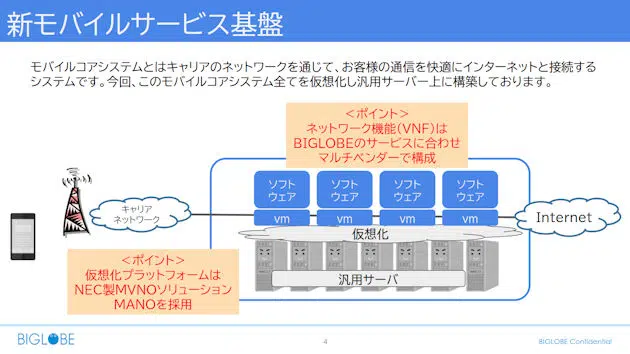 新モバイルサービス基盤
モバイルコアシステムとはキャリアのネットワークを通じて、お客様の通信を快適にインターネットと接続する
システムです。今回、このモバイルコアシステム全てを仮想化し汎用サーバー上に構築しております。
＜ポイント＞
ネットワーク機能(VNF)は
BIGLOBEのサービスに合わせ
マルチベンダーで構成
ソフト
ウェア
ソフト
ウェア
ソフト
ウェア
ソフト
ウェア
キャリア
ネットワーク
vm
vm
vm
vm
Internet
仮想化
汎用サーバ
＜ポイント＞
仮想化プラットフォームは
NEC製MVNOソリューション
MANOを採用
BIGLOBE
4
BIGLOBE Confidential